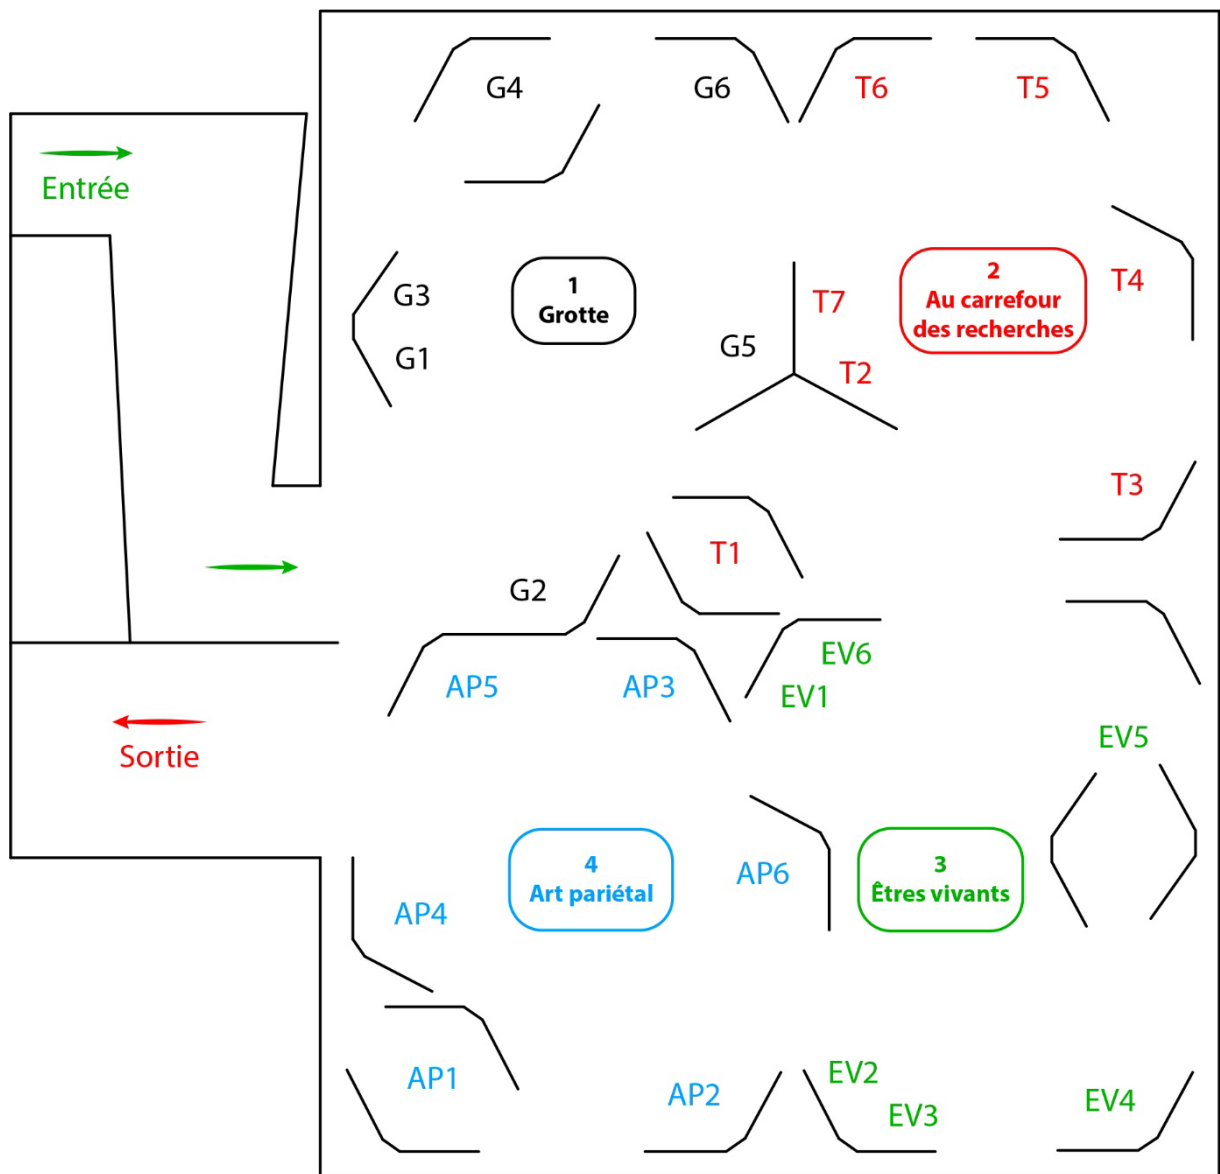 G4
G6
T6
T5
Entrée
1
Grotte
2
Au carrefour
des recherches
T4
G3
T7
G1
G5
T2
T3
T1
G2
EV6
AP5
AP3
EV1
Sortie
EV5
4
Art pariétal
AP6
3
Êtres vivants
AP4
AP1
AP2
EV2
EV3
EV4